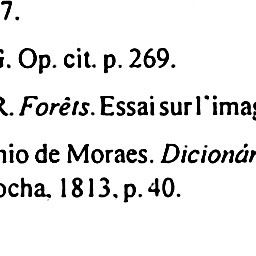 7.
G. Op. cit. p. 269.
R. Forêts. Essai sur l'imag
nio de Moraes. Dicionár
ocha, 1813, p. 40.